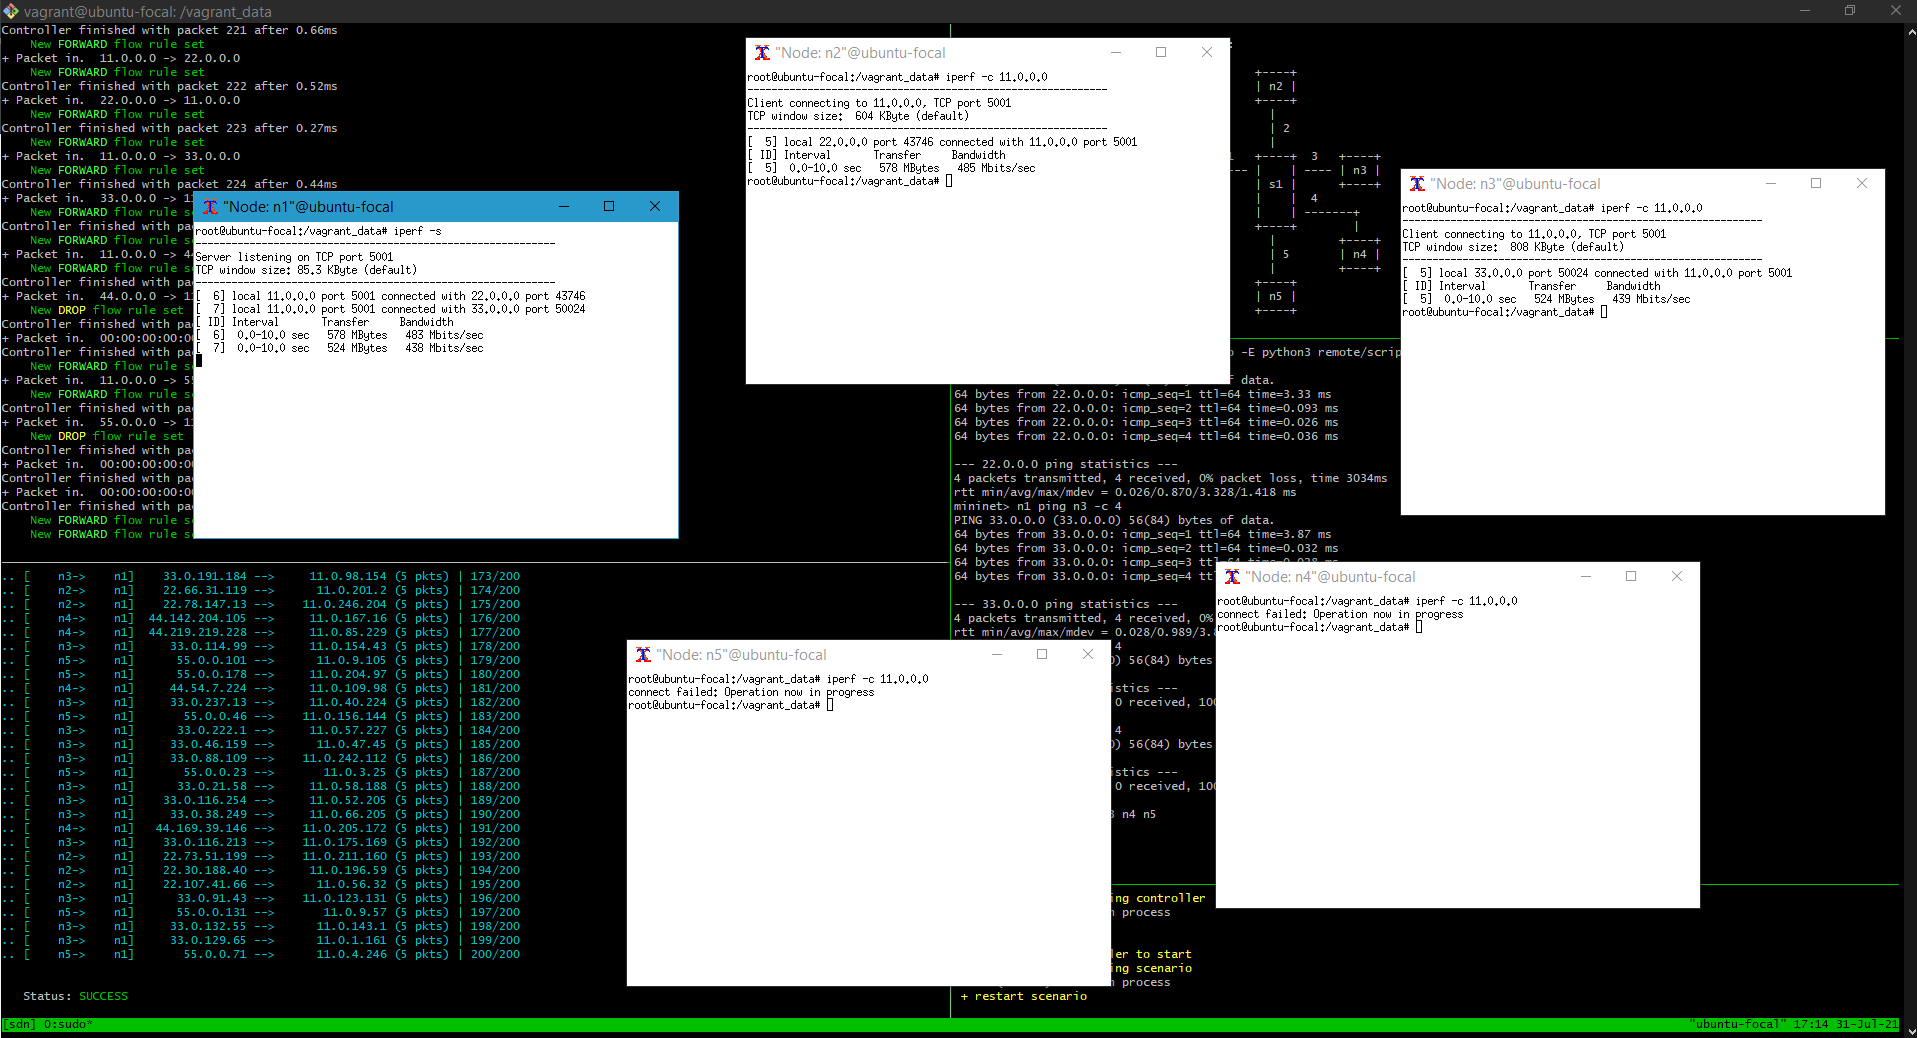 vagrant@ubuntu-focal: /vagrant_data
Controller finished with packet 221 after 0.66ms
New FORWARD flow rule set
+ Packet in.  11.0.0.0 -> 22.0.0.0
New FORWARD flow rule set
Controller finished with packet 222 after 0.52ms
+ Packet in.  22.0.0.0 -> 11.0.0.0
New FORWARD flow rule set
Controller finished with packet 223 after 0.27ms
+ Packet in.  11.0.0.0 -> 33.0.0.0
New FORWARD flow rule set
Controller finished with packet 224 after 0.44ms
+ Packet in.  33.0.0.0 -> 1
New FORWARD flow rule s
Controller finished with pac
+ Packet in.  11.0.0.0 -> 4
New FORWARD flow rule s
Controller finished with pac
+ Packet in.  44.0.0.0 -> 1
New DROP flow rule set
Controller finished with pac
+ Packet in.  00:00:00:00:0
Controller finished with pac
New FORWARD flow rule s
+ Packet in.  11.0.0.0 -> 5
New FORWARD flow rule s
Controller finished with pac
+ Packet in.  55.0.0.0 -> 1
New DROP flow rule set
Controller finished with pac
+ Packet in.  00:00:00:00:0
Controller finished with pac
+ Packet in.  00:00:00:00:0
Controller finished with pac
New FORWARD flow rule s
New FORWARD flow rule s
"Node: n1"@ubuntu-focal
root@ubuntu-focal:/vagrant_data# iperf -s
------------------------------------------------------------
Server listening on TCP port 5001
TCP window size: 85.3 KByte (default)
------------------------------------------------------------
[  6] local 11.0.0.0 port 5001 connected with 22.0.0.0 port 43746
[  7] local 11.0.0.0 port 5001 connected with 33.0.0.0 port 50024
[ ID] Interval       Transfer     Bandwidth
[  6]  0.0-10.0 sec   578 MBytes   483 Mbits/sec
[  7]  0.0-10.0 sec   524 MBytes   438 Mbits/sec
"Node: n2"@ubuntu-focal
root@ubuntu-focal:/vagrant_data# iperf -c 11.0.0.0
------------------------------------------------------------
Client connecting to 11.0.0.0, TCP port 5001
TCP window size:  604 KByte (default)
------------------------------------------------------------
[  5] local 22.0.0.0 port 43746 connected with 11.0.0.0 port 5001
[ ID] Interval       Transfer     Bandwidth
[  5]  0.0-10.0 sec   578 MBytes   485 Mbits/sec
root@ubuntu-focal:/vagrant_data#
+----+
| n2 |
+----+
|
| 2
|
+----+  3   +----+
--- |    | ---- | n3 |
| s1 |      +----+
|    |  4
|    | -------+
+----+        |
|         +----+
| 5       | n4 |
|         +----+
+----+
| n5 |
+----+
"Node: n3"@ubuntu-focal
root@ubuntu-focal:/vagrant_data# iperf -c 11.0.0.0
------------------------------------------------------------
Client connecting to 11.0.0.0, TCP port 5001
TCP window size:  808 KByte (default)
------------------------------------------------------------
[  5] local 33.0.0.0 port 50024 connected with 11.0.0.0 port 5001
[ ID] Interval       Transfer     Bandwidth
[  5]  0.0-10.0 sec   524 MBytes   439 Mbits/sec
root@ubuntu-focal:/vagrant_data#
-E python3 remote/scrip
f data.
64 bytes from 22.0.0.0: icmp_seq=1 ttl=64 time=3.33 ms
64 bytes from 22.0.0.0: icmp_seq=2 ttl=64 time=0.093 ms
64 bytes from 22.0.0.0: icmp_seq=3 ttl=64 time=0.026 ms
64 bytes from 22.0.0.0: icmp_seq=4 ttl=64 time=0.036 ms
--- 22.0.0.0 ping statistics ---
4 packets transmitted, 4 received, 0% packet loss, time 3034ms
rtt min/avg/max/mdev = 0.026/0.870/3.328/1.418 ms
mininet> n1 ping n3 -c 4
PING 33.0.0.0 (33.0.0.0) 56(84) bytes of data.
64 bytes from 33.0.0.0: icmp_seq=1 ttl=64 time=3.87 ms
64 bytes from 33.0.0.0: icmp_seq=2 ttl=64 time=0.032 ms
64 bytes from 33.0.0.0: icmp_seq=3 ttl=64
64 bytes from 33.0.0.0: icmp_seq=4 tt
--- 33.0.0.0 ping statistics ---
4 packets transmitted, 4 received, 0%
rtt min/avg/max/mdev = 0.028/0.989/3.8
4
) 56(84) bytes
istics ---
0 received, 100
4
) 56(84) bytes
istics ---
0 received, 100
n4 n5
"Node: n4"@ubuntu-focal
root@ubuntu-focal:/vagrant_data# iperf -c 11.0.0.0
connect failed: Operation now in progress
root@ubuntu-focal:/vagrant_data#
"Node: n5"@ubuntu-focal
root@ubuntu-focal:/vagrant_data# iperf -c 11.0.0.0
connect failed: Operation now in progress
root@ubuntu-focal:/vagrant_data#
.. [    n3->    n1]    33.0.191.184 -->     11.0.98.154 (5 pkts) | 173/200
.. [    n2->    n1]    22.66.31.119 -->      11.0.201.2 (5 pkts) | 174/200
.. [    n2->    n1]    22.78.147.13 -->    11.0.246.204 (5 pkts) | 175/200
.. [    n4->    n1]  44.142.204.105 -->     11.0.167.16 (5 pkts) | 176/200
.. [    n4->    n1]  44.219.219.228 -->     11.0.85.229 (5 pkts) | 177/200
.. [    n3->    n1]     33.0.114.99 -->     11.0.154.43 (5 pkts) | 178/200
.. [    n5->    n1]      55.0.0.101 -->      11.0.9.105 (5 pkts) | 179/200
.. [    n5->    n1]      55.0.0.178 -->     11.0.204.97 (5 pkts) | 180/200
.. [    n4->    n1]     44.54.7.224 -->     11.0.109.98 (5 pkts) | 181/200
.. [    n3->    n1]     33.0.237.13 -->     11.0.40.224 (5 pkts) | 182/200
.. [    n5->    n1]       55.0.0.46 -->    11.0.156.144 (5 pkts) | 183/200
.. [    n3->    n1]      33.0.222.1 -->     11.0.57.227 (5 pkts) | 184/200
.. [    n3->    n1]     33.0.46.159 -->      11.0.47.45 (5 pkts) | 185/200
.. [    n3->    n1]     33.0.88.109 -->    11.0.242.112 (5 pkts) | 186/200
.. [    n5->    n1]       55.0.0.23 -->       11.0.3.25 (5 pkts) | 187/200
.. [    n3->    n1]      33.0.21.58 -->     11.0.58.188 (5 pkts) | 188/200
.. [    n3->    n1]    33.0.116.254 -->     11.0.52.205 (5 pkts) | 189/200
.. [    n3->    n1]     33.0.38.249 -->     11.0.66.205 (5 pkts) | 190/200
.. [    n4->    n1]   44.169.39.146 -->    11.0.205.172 (5 pkts) | 191/200
.. [    n3->    n1]    33.0.116.213 -->    11.0.175.169 (5 pkts) | 192/200
.. [    n2->    n1]    22.73.51.199 -->    11.0.211.160 (5 pkts) | 193/200
.. [    n2->    n1]    22.30.188.40 -->     11.0.196.59 (5 pkts) | 194/200
.. [    n2->    n1]    22.107.41.66 -->      11.0.56.32 (5 pkts) | 195/200
.. [    n3->    n1]      33.0.91.43 -->    11.0.123.131 (5 pkts) | 196/200
.. [    n5->    n1]      55.0.0.131 -->       11.0.9.57 (5 pkts) | 197/200
.. [    n3->    n1]     33.0.132.55 -->      11.0.143.1 (5 pkts) | 198/200
.. [    n3->    n1]     33.0.129.65 -->      11.0.1.161 (5 pkts) | 199/200
.. [    n5->    n1]       55.0.0.71 -->      11.0.4.246 (5 pkts) | 200/200
Status: SUCCESS
ing controller
process
ler to start
ing scenario
process
+ restart scenario
[sdn] 0:sudo*
"ubuntu-focal" 17:14 31-Jul-21